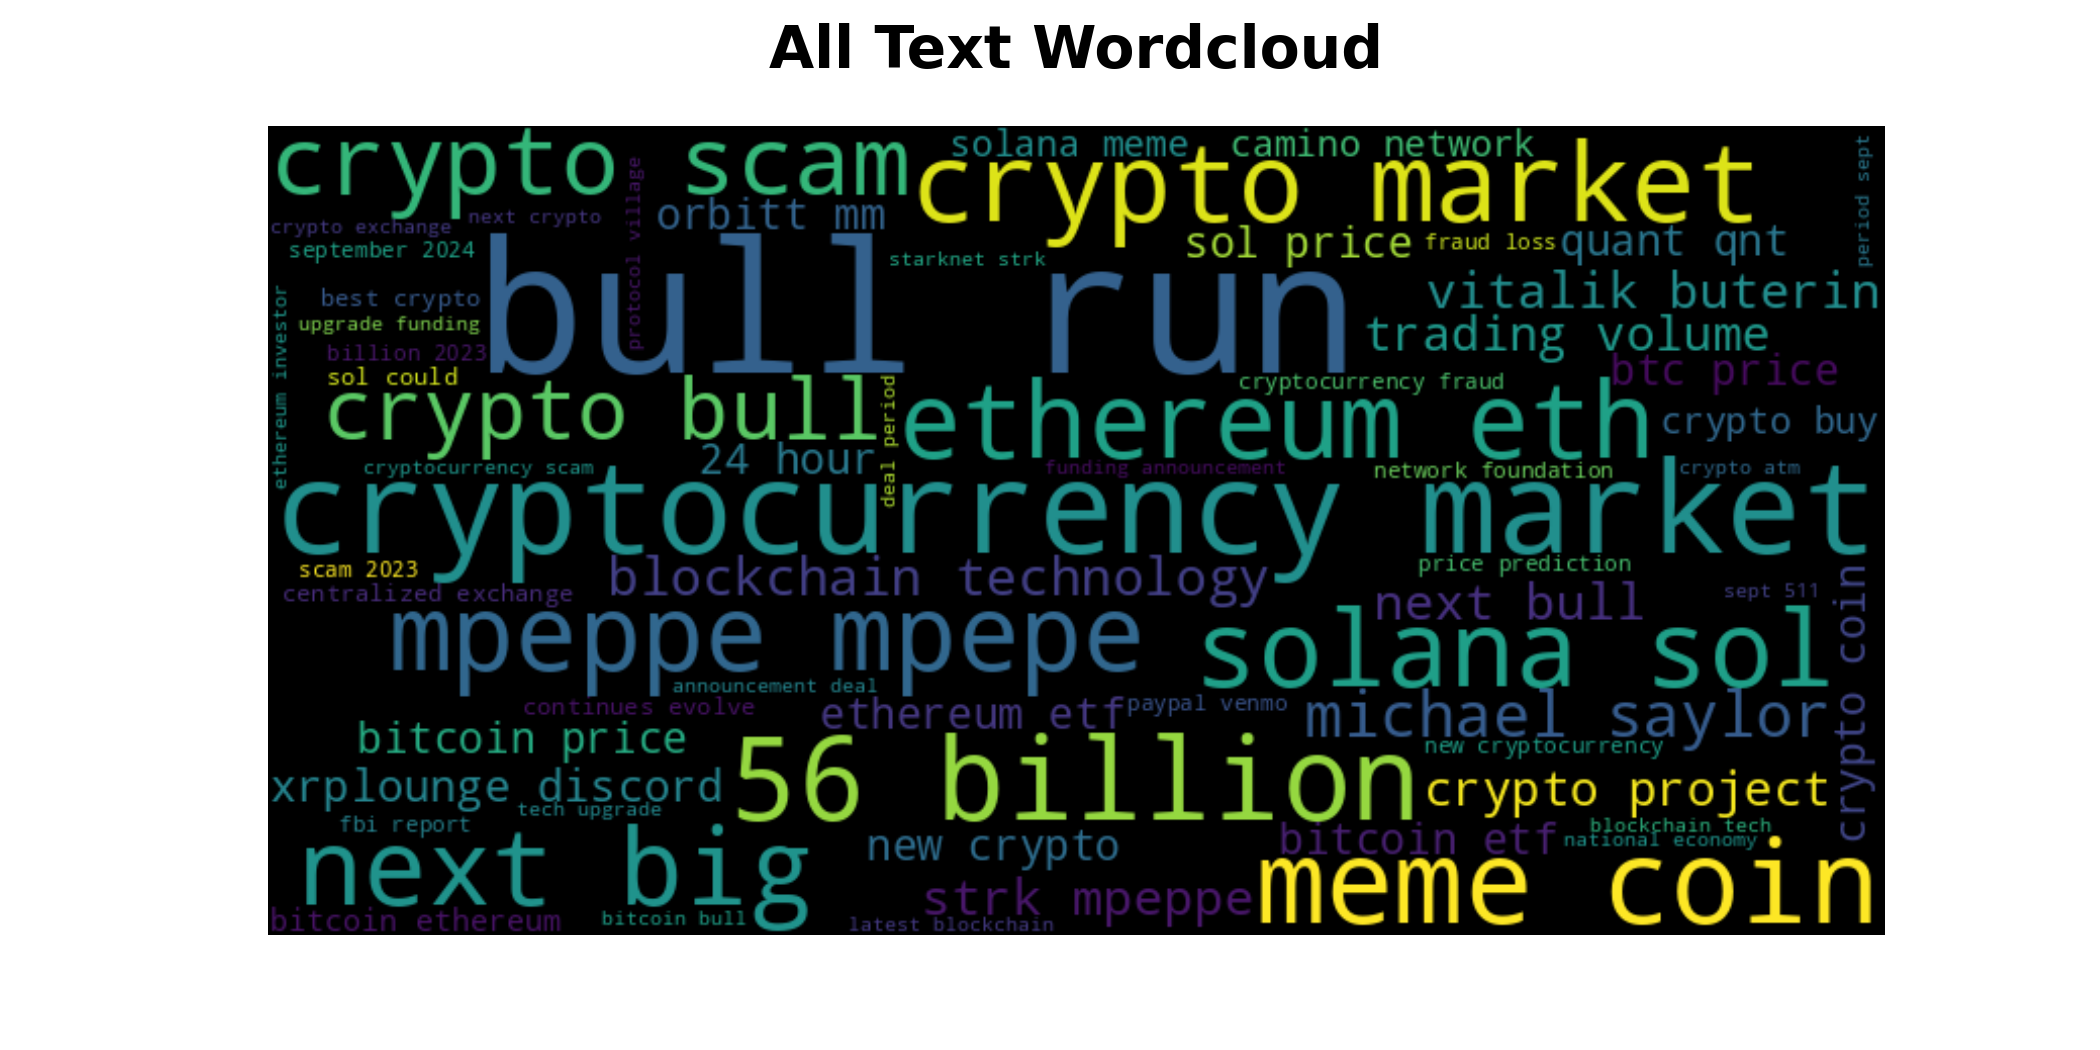 All Text Wordcloud
crypto scam
solana meme
camino network
crypto market
period sept
crypto exchange
next crypto
protocol village
orbitt mm
september 2024
starknet strk
sol price
fraud loss
quant qnt
bull run
best crypto
upgrade funding
billion 2023
ethereum investor
vitalik buterin
trading volume
btc price
sol could
crypto bull
deal period
cryptocurrency fraud
ethereum eth
crypto buy
24 hour
cryptocurrency scam
funding announcement
network foundation
crypto atm
cryptocurrency market
scam 2023
centralized exchange
blockchain technology
price prediction
next bull
sept 511
crypto coin
mpeppe mpepe
solana sol
announcement deal
continues evolve
ethereum etf
paypal venmo
michael saylor
bitcoin price
56 billion
new cryptocurrency
xrplounge discord
crypto project
tech upgrade
fbi report
next big
new crypto
bitcoin etf
blockchain tech
national economy
strk mpeppe
meme coin
bitcoin ethereum
bitcoin bull
latest blockchain